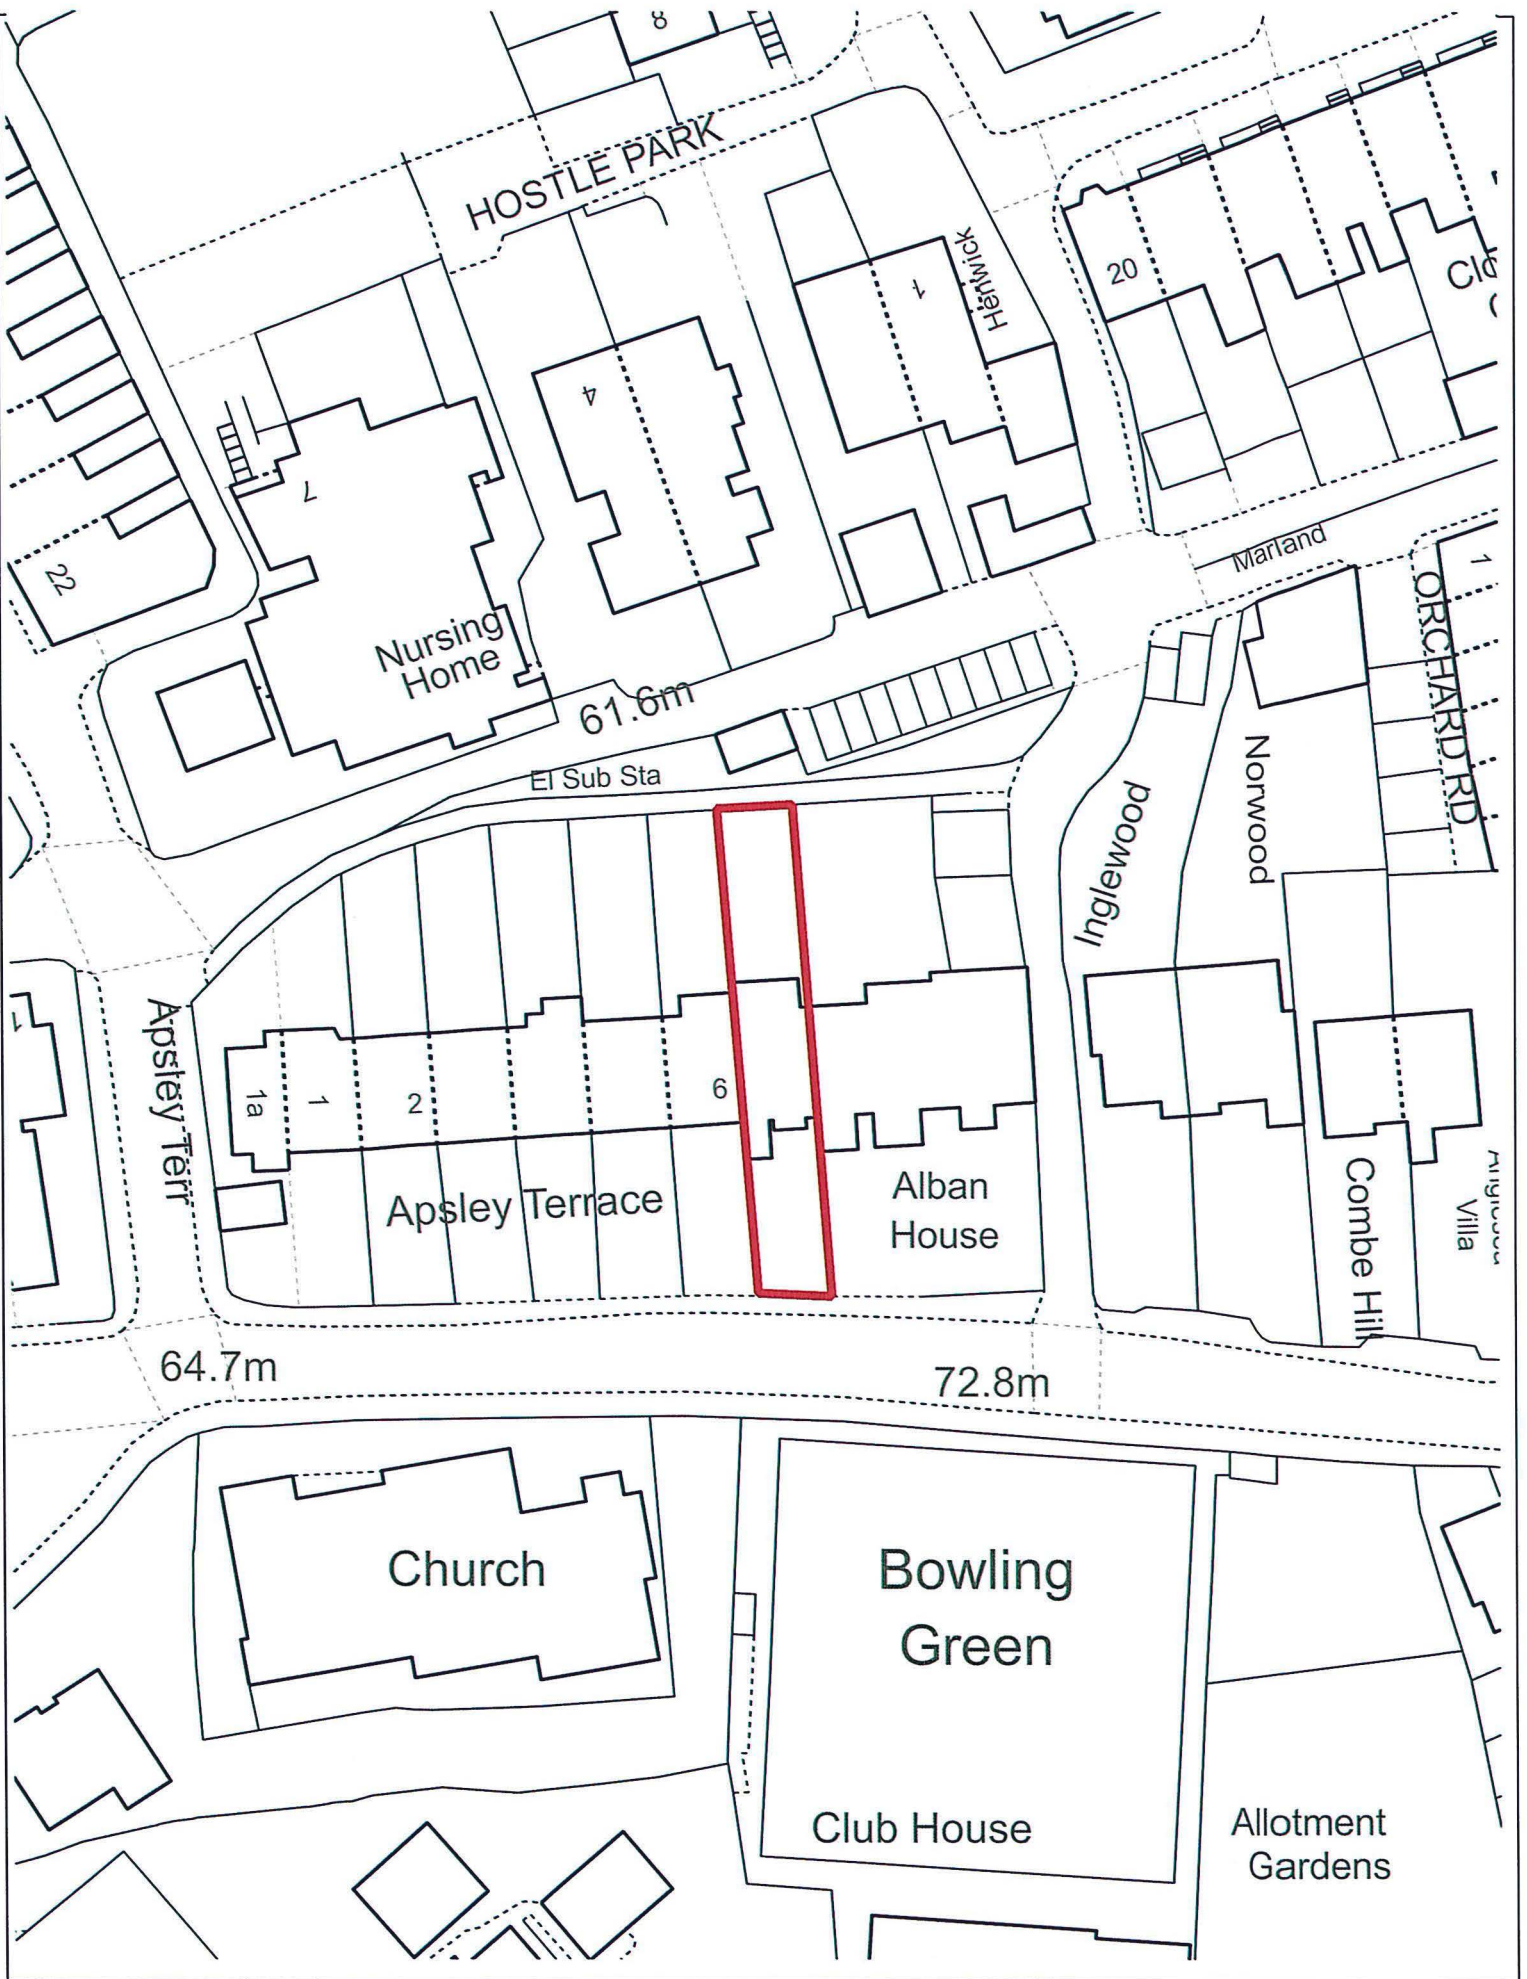 8
HOSTLE PARK
1
Henwick
20
4
7
22
Marland
1
ORCHARD RD
Nursing
Home
61.6m
El Sub Sta
Norwood
Inglewood
1
Apsley Terr
1a
1
2
6
Apsley Terrace
Alban
House
Combe Hill
Villa
64.7m
72.8m
Church
Bowling
Green
Club House
Allotment
Gardens